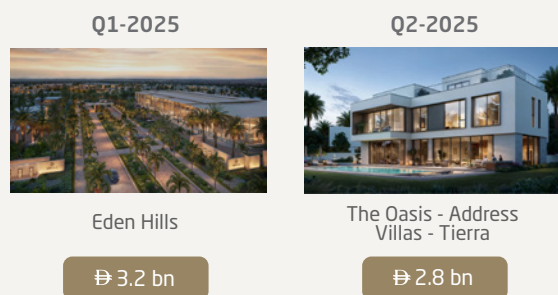 Q1-2025
Q2-2025
Eden Hills
The Oasis - Address
Villas - Tierra
 3.2 bn
 2.8 bn